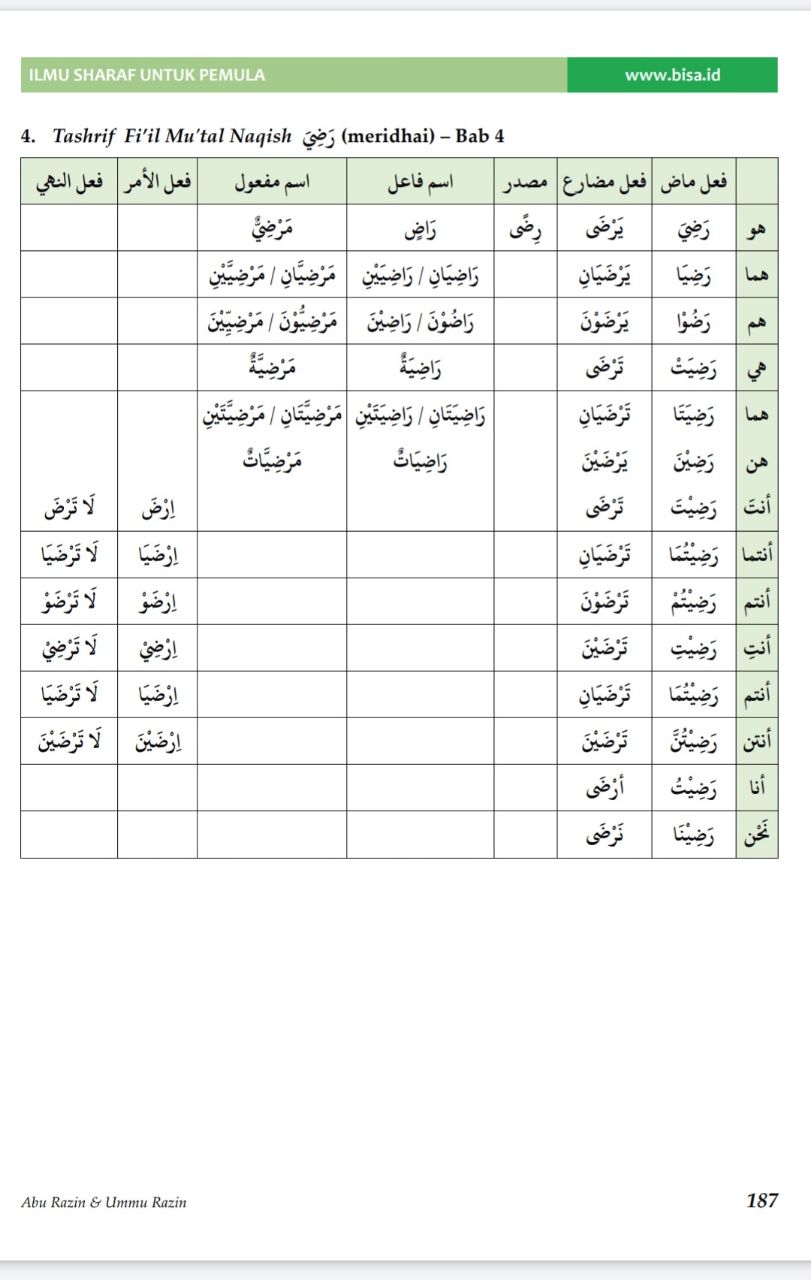 ILMU SHARAF UNTUK PEMULA www.bisa.id
4. Tashrif Fi’il Mu’tal Naqish رَضِيَ (meridhai) – Bab 4
فعل ماض فعل مضارع مصدر اسم فاعل اسم مفعول فعل الأمر فعل النهي
هو رَضِيَ يَرْضَى رِضًى رَاضٍ مَرْضِيٌّ
هما رَضِيَا يَرْضَيَانِ رَاضِيَانِ / رَاضِيَيْنِ مَرْضِيَّانِ / مَرْضِيَّيْنِ
هم رَضُوْا يَرْضَوْنَ رَاضُوْنَ / رَاضِيْنَ مَرْضِيُّوْنَ / مَرْضِيِّيْنَ
هي رَضِيَتْ تَرْضَى رَاضِيَةٌ مَرْضِيَّةٌ
هما رَضِيَتَا تَرْضَيَانِ رَاضِيَتَانِ / رَاضِيَتَيْنِ مَرْضِيَّتَانِ / مَرْضِيَّتَيْنِ
هن رَضِيْنَ يَرْضَيْنَ رَاضِيَاتٌ مَرْضِيَّاتٌ
أنتَ رَضِيْتَ تَرْضَى اِرْضَ لَا تَرْضَ
أنتما رَضِيْتُمَا تَرْضَيَانِ اِرْضَيَا لَا تَرْضَيَا
أنتم رَضِيْتُمْ تَرْضَوْنَ اِرْضَوْ لَا تَرْضَوْ
أنتِ رَضِيْتِ تَرْضَيْنَ اِرْضِيْ لَا تَرْضِيْ
أنتم رَضِيْتُمَا تَرْضَيَانِ اِرْضَيَا لَا تَرْضَيَا
أنتن رَضِيْتُنَّ تَرْضَيْنَ اِرْضَيْنَ لَا تَرْضَيْنَ
أنا رَضِيْتُ أَرْضَى
نَحْن رَضِيْنَا نَرْضَى
Abu Razin & Ummu Razin 187